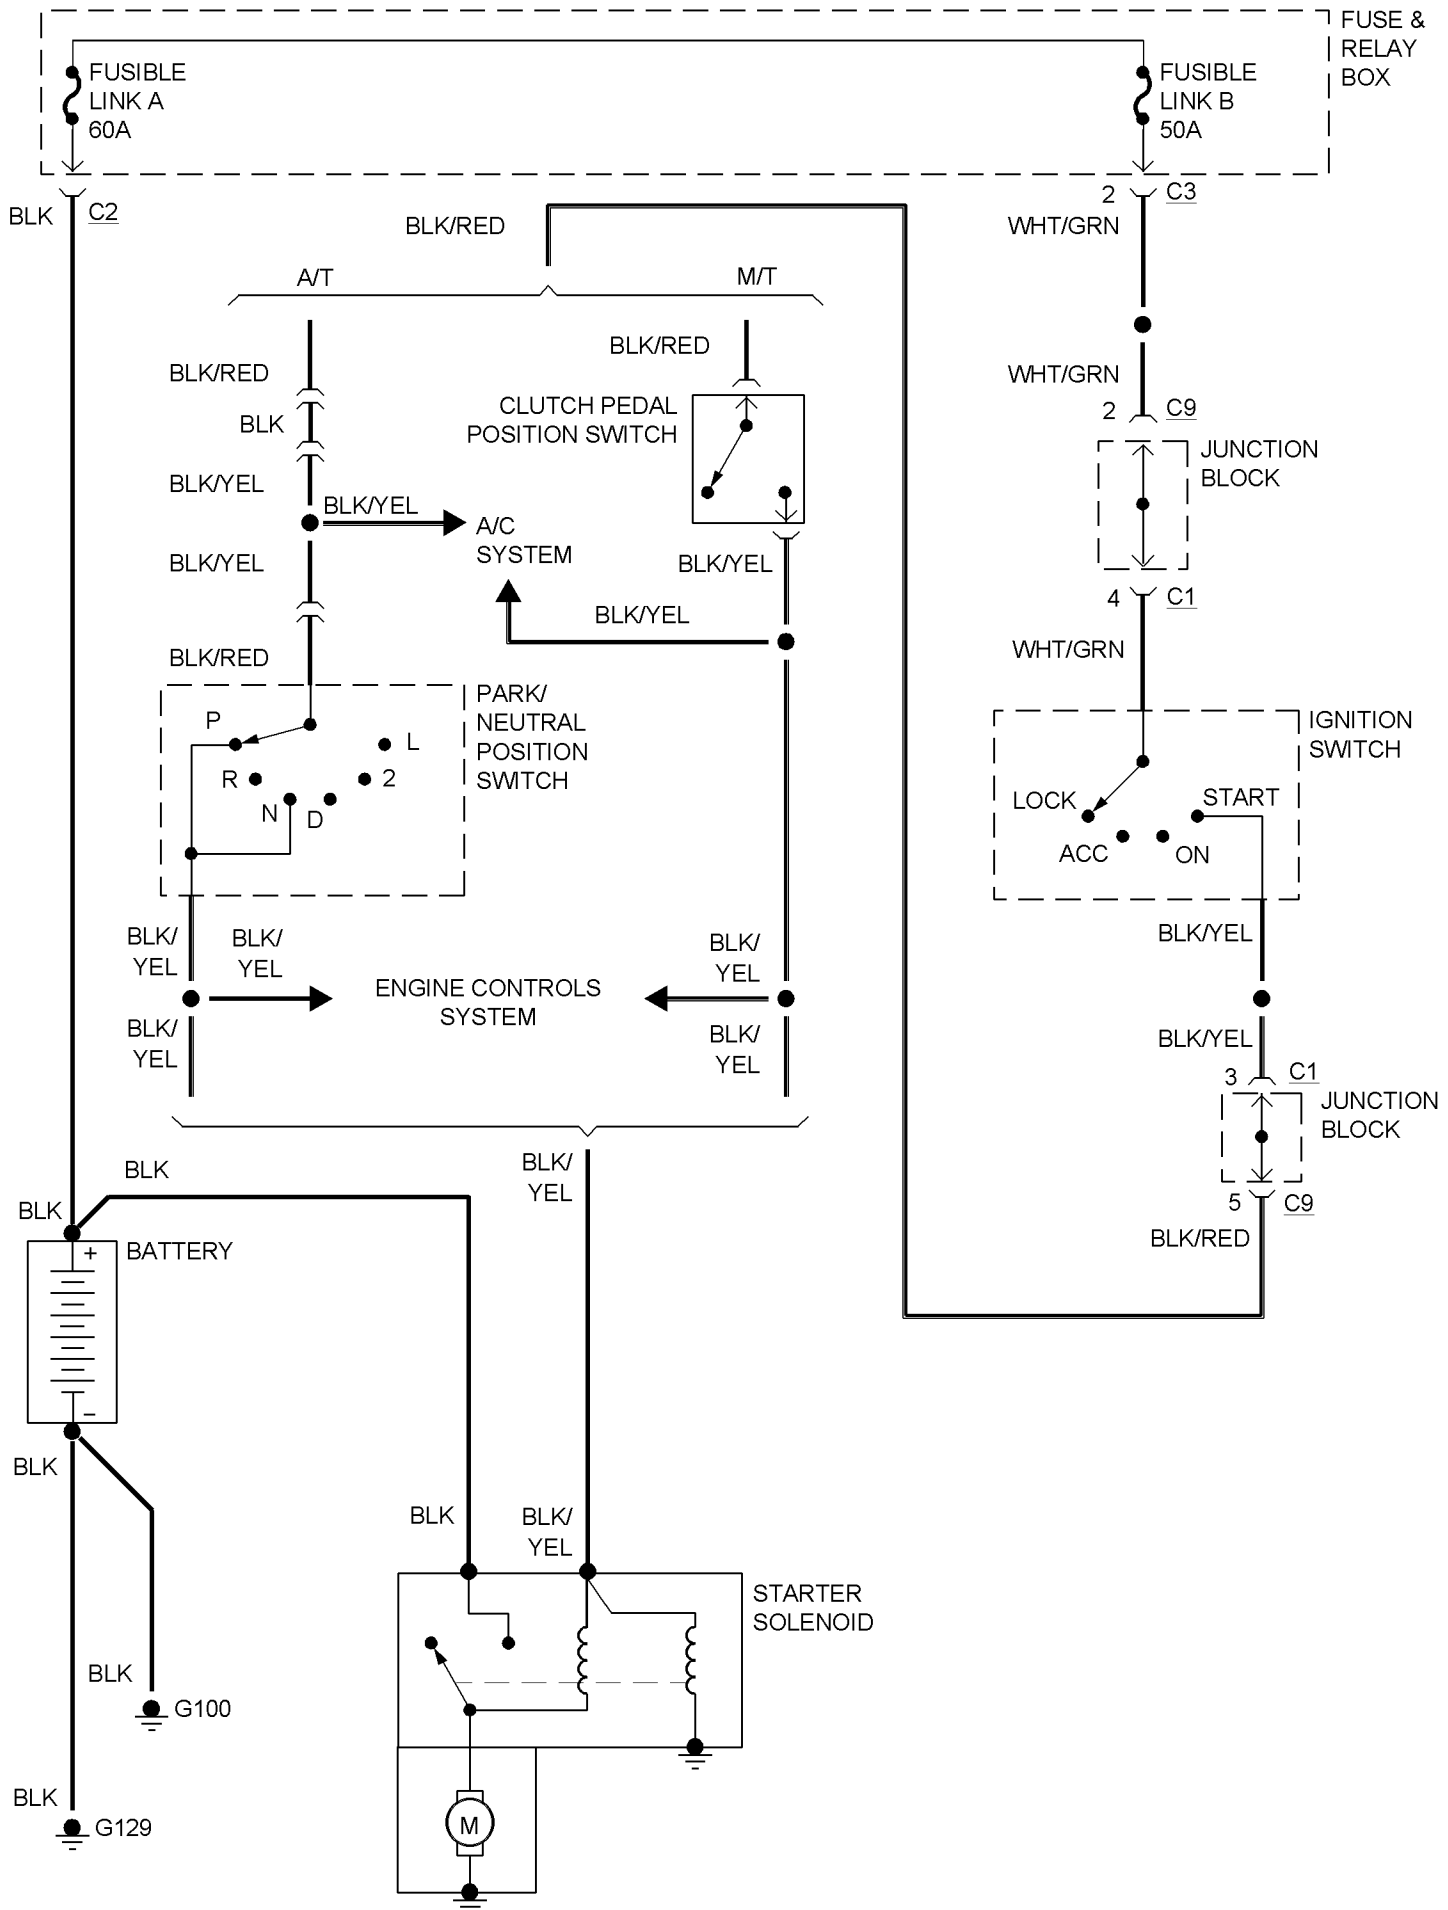 FUSE &
RELAY
BOX
FUSIBLE
LINK A
60A
FUSIBLE
LINK B
50A
BLK
C2
2
C3
BLK/RED
WHT/GRN
A/T
M/T
BLK/RED
BLK/RED
WHT/GRN
BLK
CLUTCH PEDAL
POSITION SWITCH
2
C9
JUNCTION
BLOCK
BLK/YEL
BLK/YEL
A/C
SYSTEM
BLK/YEL
BLK/YEL
BLK/YEL
4
C1
BLK/RED
WHT/GRN
PARK/
NEUTRAL
POSITION
SWITCH
P
R
N
D
2
L
IGNITION
SWITCH
LOCK
ACC
ON
START
BLK/
YEL
BLK/
YEL
BLK/
YEL
BLK/YEL
ENGINE CONTROLS
SYSTEM
BLK/
YEL
BLK/
YEL
BLK/YEL
3
C1
JUNCTION
BLOCK
5
C9
BLK/RED
BLK
BLK/
YEL
BLK
BATTERY
+
−
BLK
BLK
BLK/
YEL
STARTER
SOLENOID
BLK
G100
BLK
G129
M